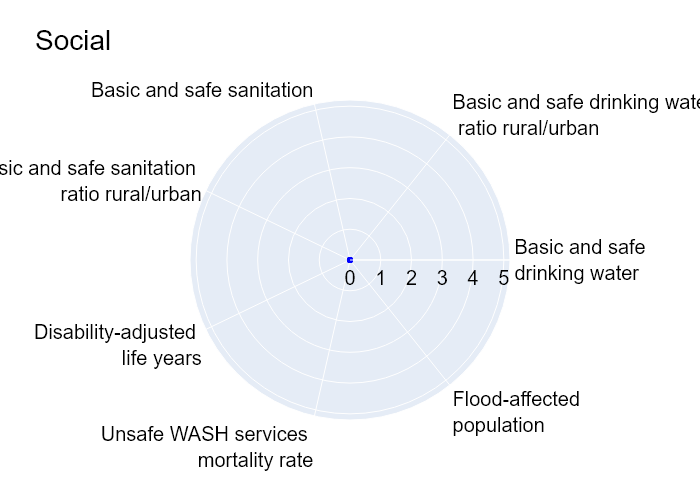 Social
Basic and safe sanitation
Basic and safe drinking
ratio rural/urban
and safe sanitation
ratio rural/urban
Basic and safe
drinking water
0 1 2 3 4 5
Disability-adjusted
life years
Flood-affected
population
Unsafe WASH services
mortality rate